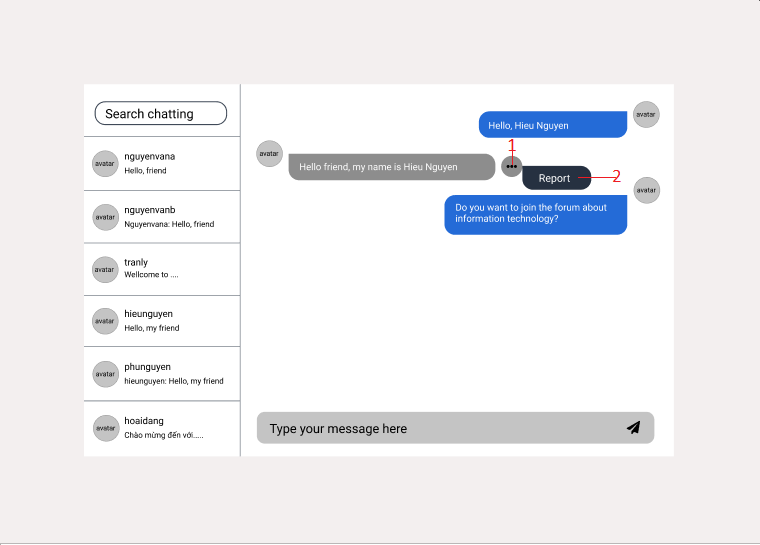 Search chatting
avatar
nguyenvana
Hello, friend
avatar
nguyenvanb
Nguyenvana: Hello, friend
avatar
tranly
Wellcome to ....
avatar
hieunguyen
Hello, my friend
avatar
phunguyen
hieunguyen: Hello, my friend
avatar
hoaidang
Chào mừng đến với.....
Hello, Hieu Nguyen
avatar
1
avatar
Hello friend, my name is Hieu Nguyen
Report
2
avatar
Do you want to join the forum about
information technology?
Type your message here